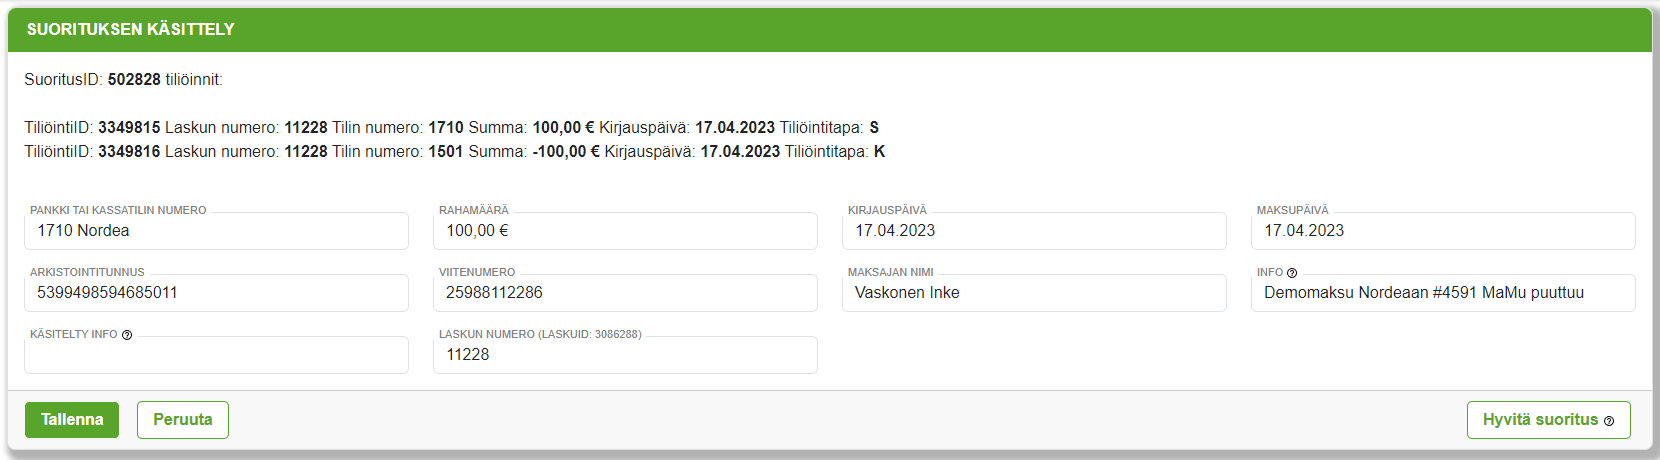 SUORITUKSEN KÄSITTELY
SuoritusID: 502828 tiliöinnit:
TiliöintiID: 3349815 Laskun numero: 11228 Tilin numero: 1710 Summa: 100,00 € Kirjauspäivä: 17.04.2023 Tiliöintitapa: S
TiliöintiID: 3349816 Laskun numero: 11228 Tilin numero: 1501 Summa: -100,00 € Kirjauspäivä: 17.04.2023 Tiliöintitapa: K
PANKKI TAI KASSATILIN NUMERO RAHAMÄÄRÄ KIRJAUSPÄIVÄ MAKSUPÄIVÄ
1710 Nordea 100,00 € 17.04.2023 17.04.2023
ARKISTOINTITUNNUS VIITENUMERO MAKSAJAN NIMI INFO
5399498594685011 25988112286 Vaskonen Inke Demomaksu Nordeaan #4591 MaMu puuttuu
KÄSITELTY INFO LASKUN NUMERO (LASKUID: 3086288)
11228
Tallenna Peruuta Hyvitä suoritus